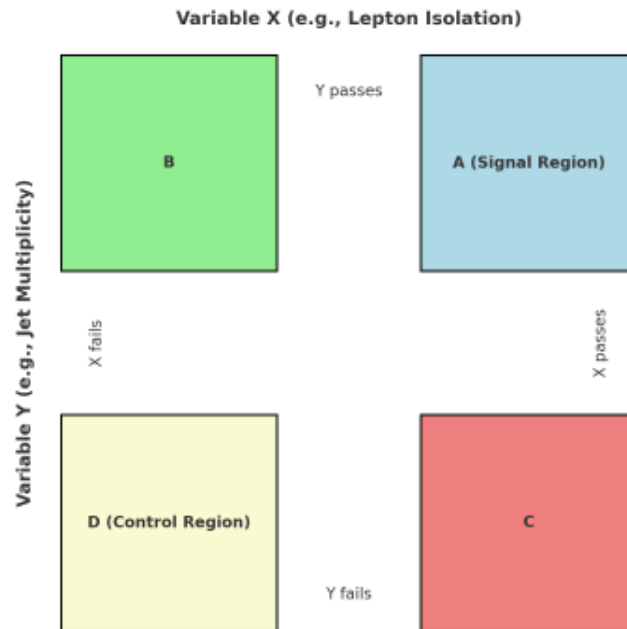 Variable X (e.g., Lepton Isolation)
Y passes
B
A (Signal Region)
Variable Y (e.g., Jet Multiplicity)
X fails
X passes
D (Control Region)
C
Y fails